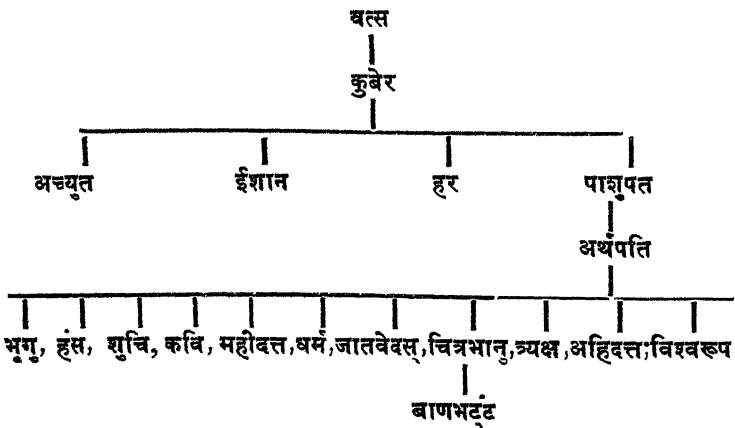 वत्स
कुबेर
अच्युत ईशान हर पाशुपत
अर्थपति
भृगु, हंस, शुचि, कवि, महीदत्त, धर्म, जातवेदस्, चित्रभानु, त्र्यक्ष, अहिदत्त; विश्वरूप
बाणभट्ट